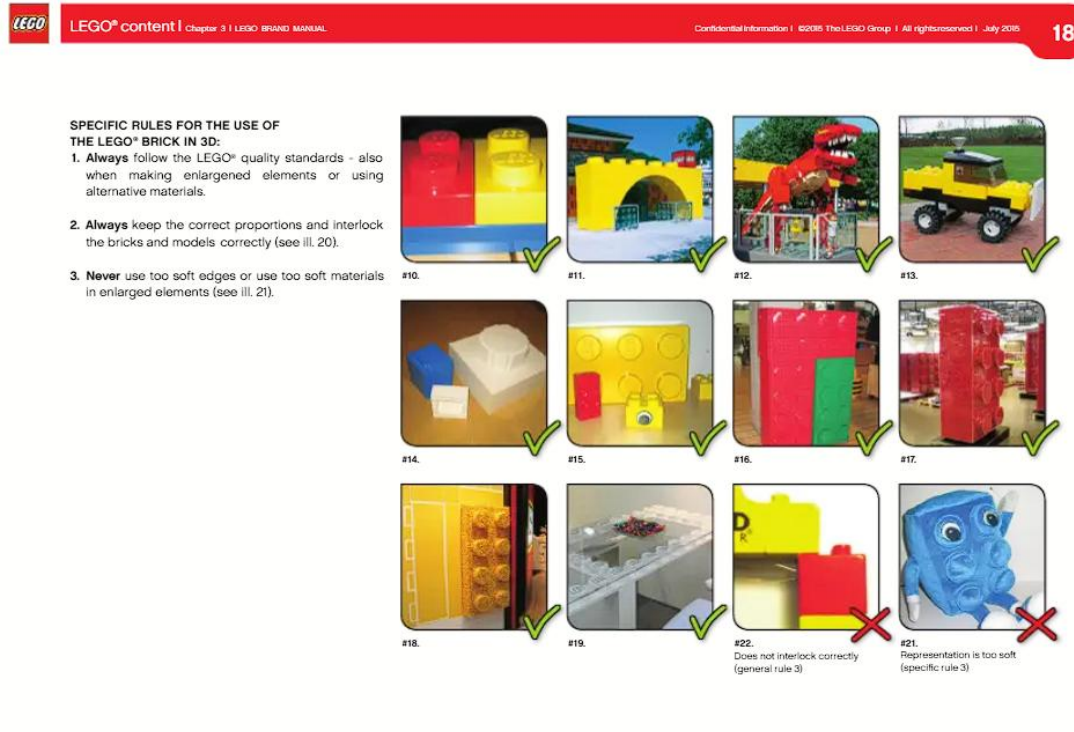 LEGO
LEGO® content | Chapter 3 | LEGO BRAND MANUAL
Confidential Information | ©2015 The LEGO Group | All rights reserved | July 2015
18
SPECIFIC RULES FOR THE USE OF
THE LEGO® BRICK IN 3D:
1. Always follow the LEGO® quality standards - also
when making enlargened elements or using
alternative materials.
2. Always keep the correct proportions and interlock
the bricks and models correctly (see ill. 20).
3. Never use too soft edges or use too soft materials
in enlarged elements (see ill. 21).
#10.
#11.
#12.
#13.
#14.
#15.
#16.
#17.
D
R®
#18.
#19.
#22.
Does not interlock correctly
(general rule 3)
#21.
Representation is too soft
(specific rule 3)